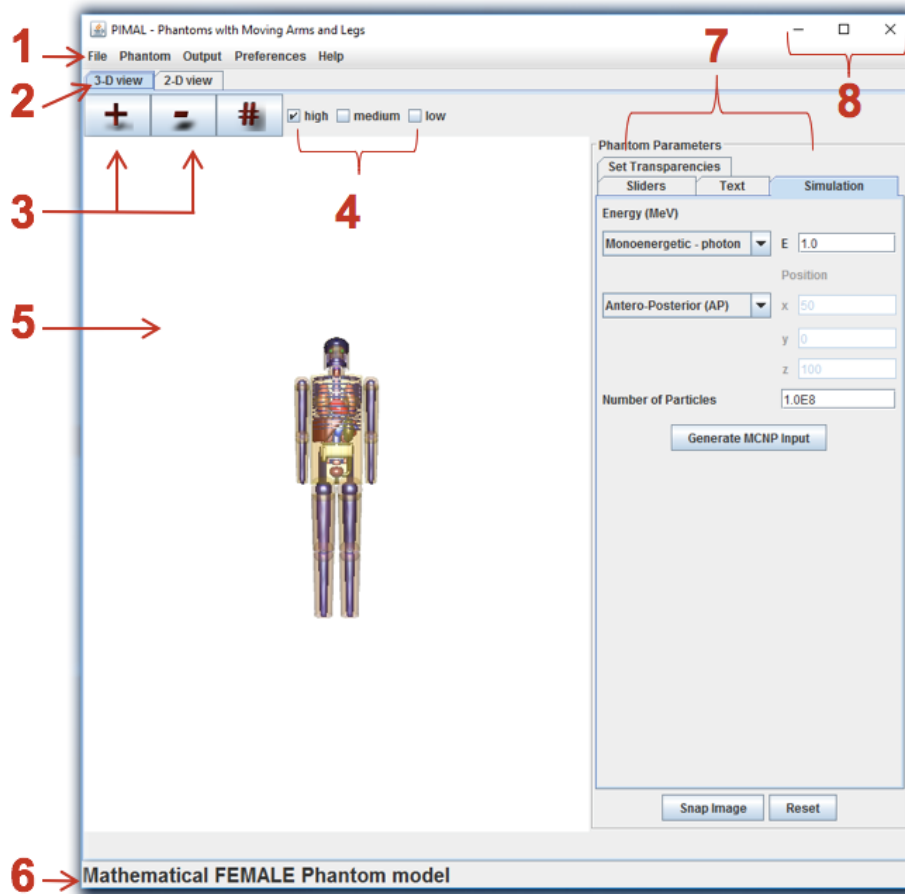 PIMAL - Phantoms wIth Moving Arms and Legs
1
File Phantom Output Preferences Help
7
8
2
3-D view 2-D view
+ - # high medium low
3
4
Phantom Parameters
Set Transparencies
Sliders Text Simulation
Energy (MeV)
Monoenergetic - photon E 1.0
Position
5
Antero-Posterior (AP) x 50
y 0
z 100
Number of Particles 1.0E8
Generate MCNP Input
Snap Image Reset
6
Mathematical FEMALE Phantom model